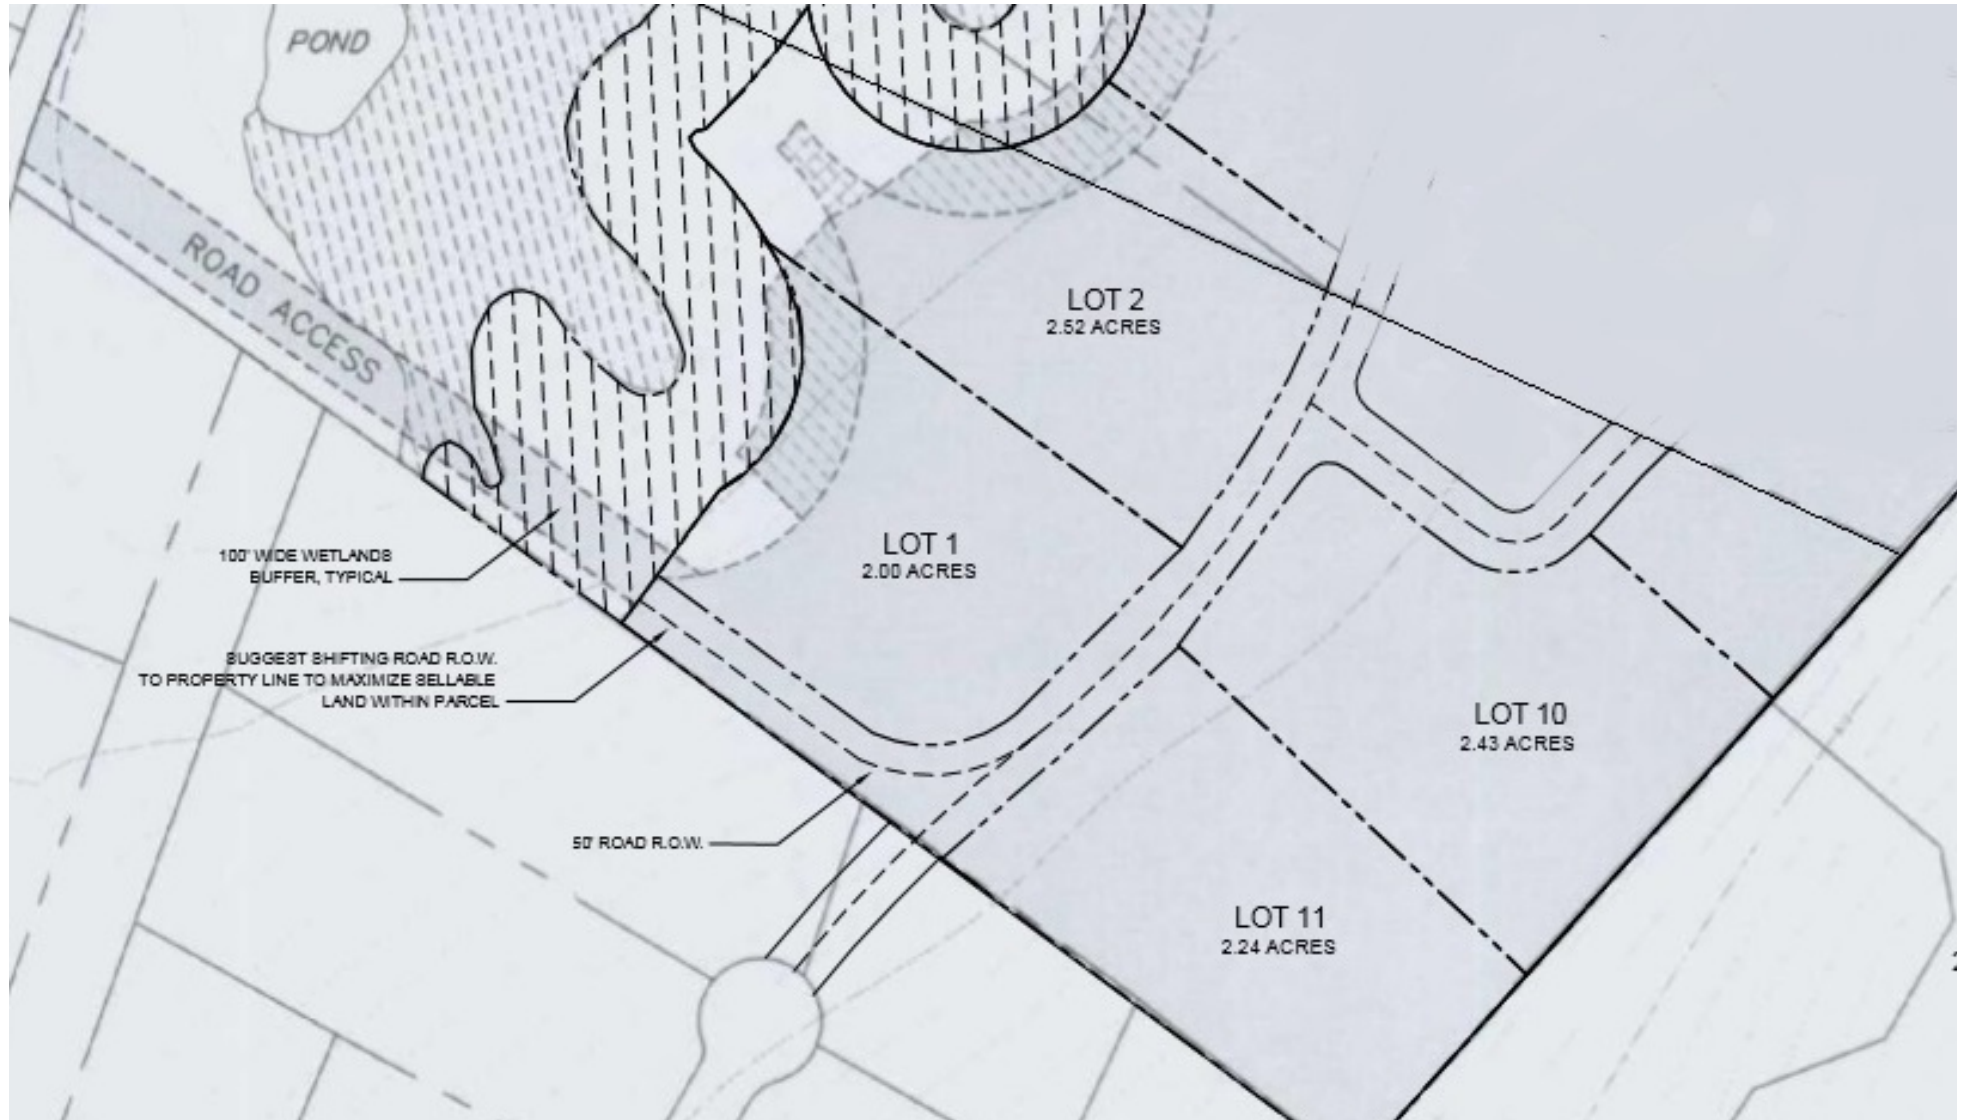 POND
ROAD ACCESS
LOT 2
2.52 ACRES
LOT 1
2.00 ACRES
100' WIDE WETLANDS
BUFFER, TYPICAL
SUGGEST SHIFTING ROAD R.O.W.
TO PROPERTY LINE TO MAXIMIZE SELLABLE
LAND WITHIN PARCEL
LOT 10
2.43 ACRES
50' ROAD R.O.W.
LOT 11
2.24 ACRES